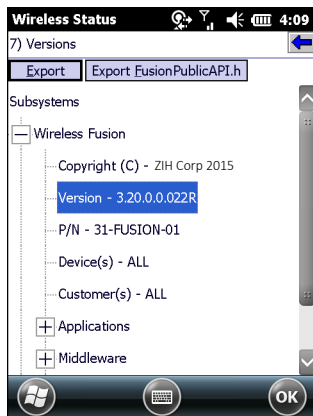 Wireless Status 4:09
7) Versions
Export Export FusionPublicAPI.h
Subsystems
Wireless Fusion
Copyright (C) - ZIH Corp 2015
Version - 3.20.0.0.022R
P/N - 31-FUSION-01
Device(s) - ALL
Customer(s) - ALL
Applications
Middleware
OK